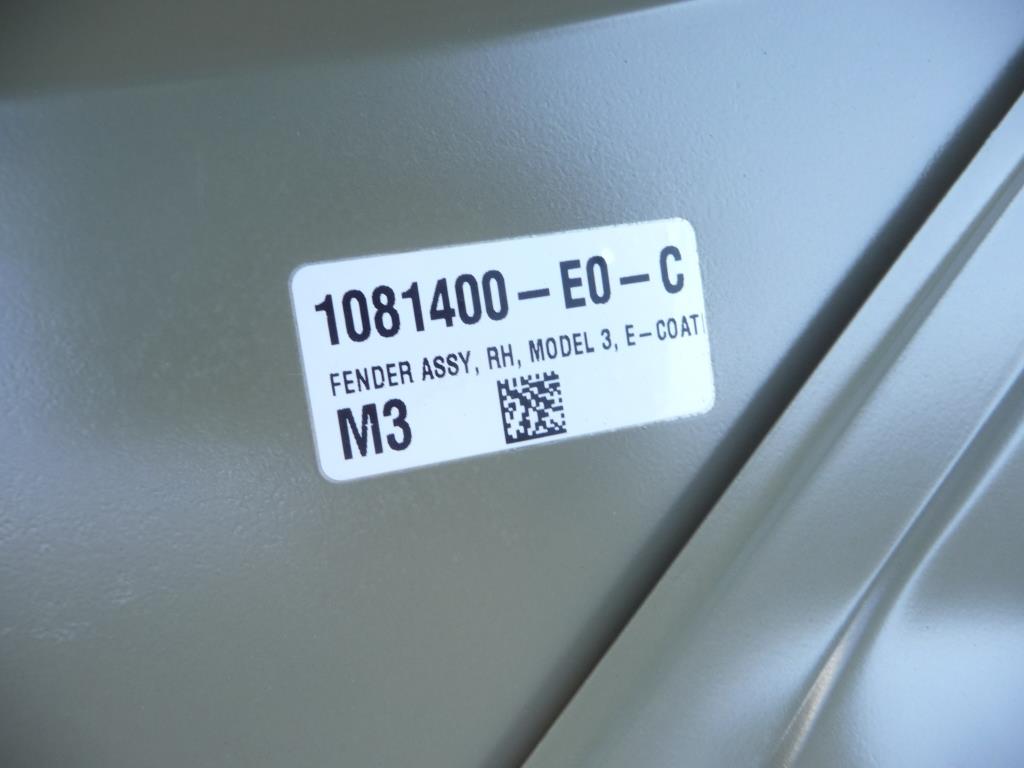 1081400-E0-C
FENDER ASSY, RH, MODEL 3, E-COAT
M3